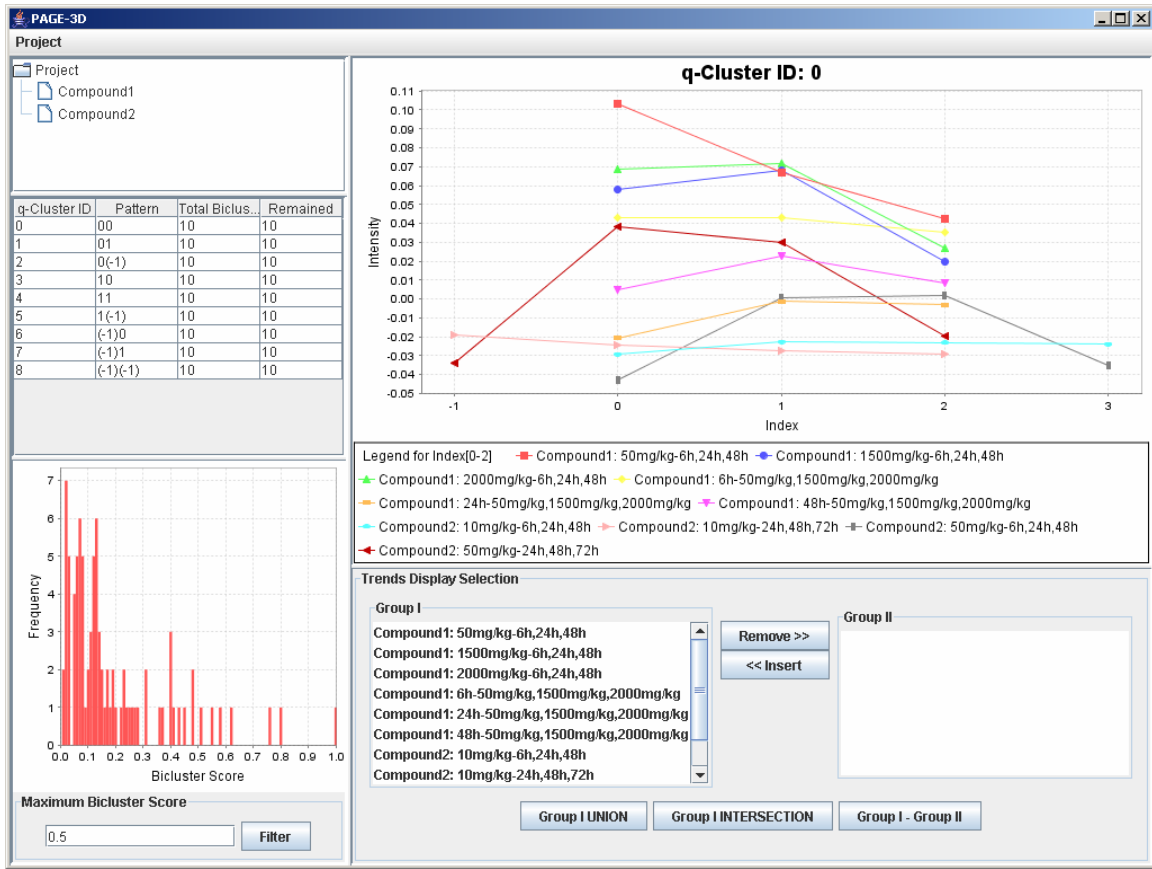 PAGE-3D
Project
Project
Compound1
Compound2
q-Cluster ID Pattern Total Biclus... Remained
0 00 10 10
1 01 10 10
2 0(-1) 10 10
3 10 10 10
4 11 10 10
5 1(-1) 10 10
6 (-1)0 10 10
7 (-1)1 10 10
8 (-1)(-1) 10 10
7
6
5
4
3
2
1
0
Frequency
0.0 0.1 0.2 0.3 0.4 0.5 0.6 0.7 0.8 0.9 1.0
Bicluster Score
Maximum Bicluster Score
0.5 Filter
q-Cluster ID: 0
0.11
0.10
0.09
0.08
0.07
0.06
0.05
0.04
0.03
0.02
0.01
0.00
-0.01
-0.02
-0.03
-0.04
-0.05
Intensity
-1 0 1 2 3
Index
Legend for Index[0-2] Compound1: 50mg/kg-6h,24h,48h Compound1: 1500mg/kg-6h,24h,48h
Compound1: 2000mg/kg-6h,24h,48h Compound1: 6h-50mg/kg,1500mg/kg,2000mg/kg
Compound1: 24h-50mg/kg,1500mg/kg,2000mg/kg Compound1: 48h-50mg/kg,1500mg/kg,2000mg/kg
Compound2: 10mg/kg-6h,24h,48h Compound2: 10mg/kg-24h,48h,72h Compound2: 50mg/kg-6h,24h,48h
Compound2: 50mg/kg-24h,48h,72h
Trends Display Selection
Group I
Compound1: 50mg/kg-6h,24h,48h
Compound1: 1500mg/kg-6h,24h,48h
Compound1: 2000mg/kg-6h,24h,48h
Compound1: 6h-50mg/kg,1500mg/kg,2000mg/kg
Compound1: 24h-50mg/kg,1500mg/kg,2000mg/kg
Compound1: 48h-50mg/kg,1500mg/kg,2000mg/kg
Compound2: 10mg/kg-6h,24h,48h
Compound2: 10mg/kg-24h,48h,72h
Remove >>
<< Insert
Group II
Group I UNION Group I INTERSECTION Group I - Group II